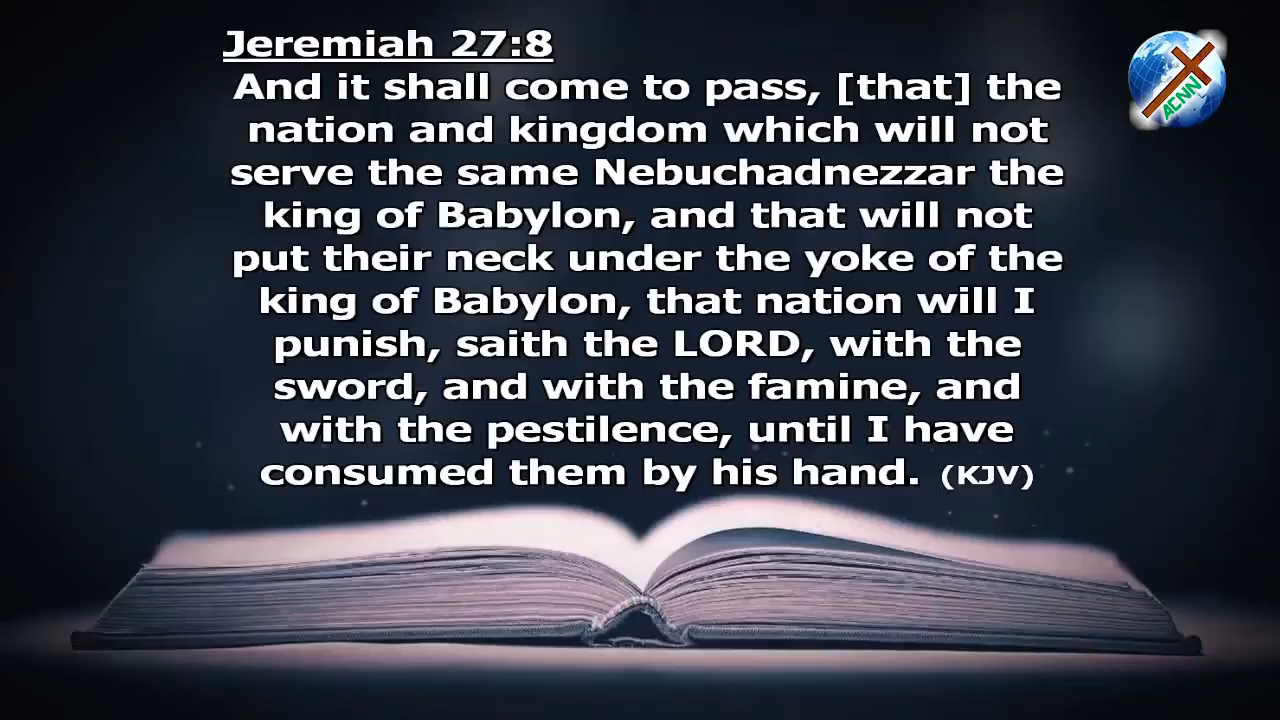 Jeremiah 27:8
And it shall come to pass, [that] the
nation and kingdom which will not
serve the same Nebuchadnezzar the
king of Babylon, and that will not
put their neck under the yoke of the
king of Babylon, that nation will I
punish, saith the LORD, with the
sword, and with the famine, and
with the pestilence, until I have
consumed them by his hand. (KJV)
ACNN